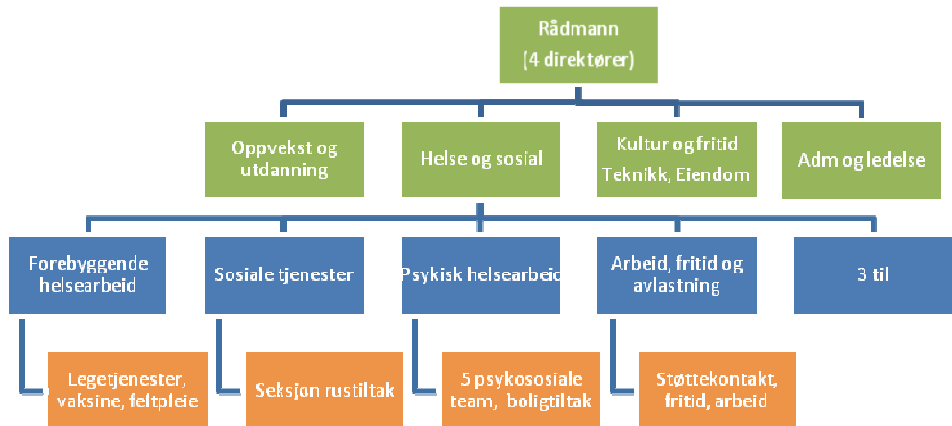 Rådmann
(4 direktører)
Oppvekst og
utdanning
Helse og sosial
Kultur og fritid
Teknikk, Eiendom
Adm og ledelse
Forebyggende
helsearbeid
Sosiale tjenester
Psykisk helsearbeid
Arbeid, fritid og
avlastning
3 til
Legetjenester,
vaksine, feltpleie
Seksjon rustiltak
5 psykososiale
team, boligtiltak
Støttekontakt,
fritid, arbeid